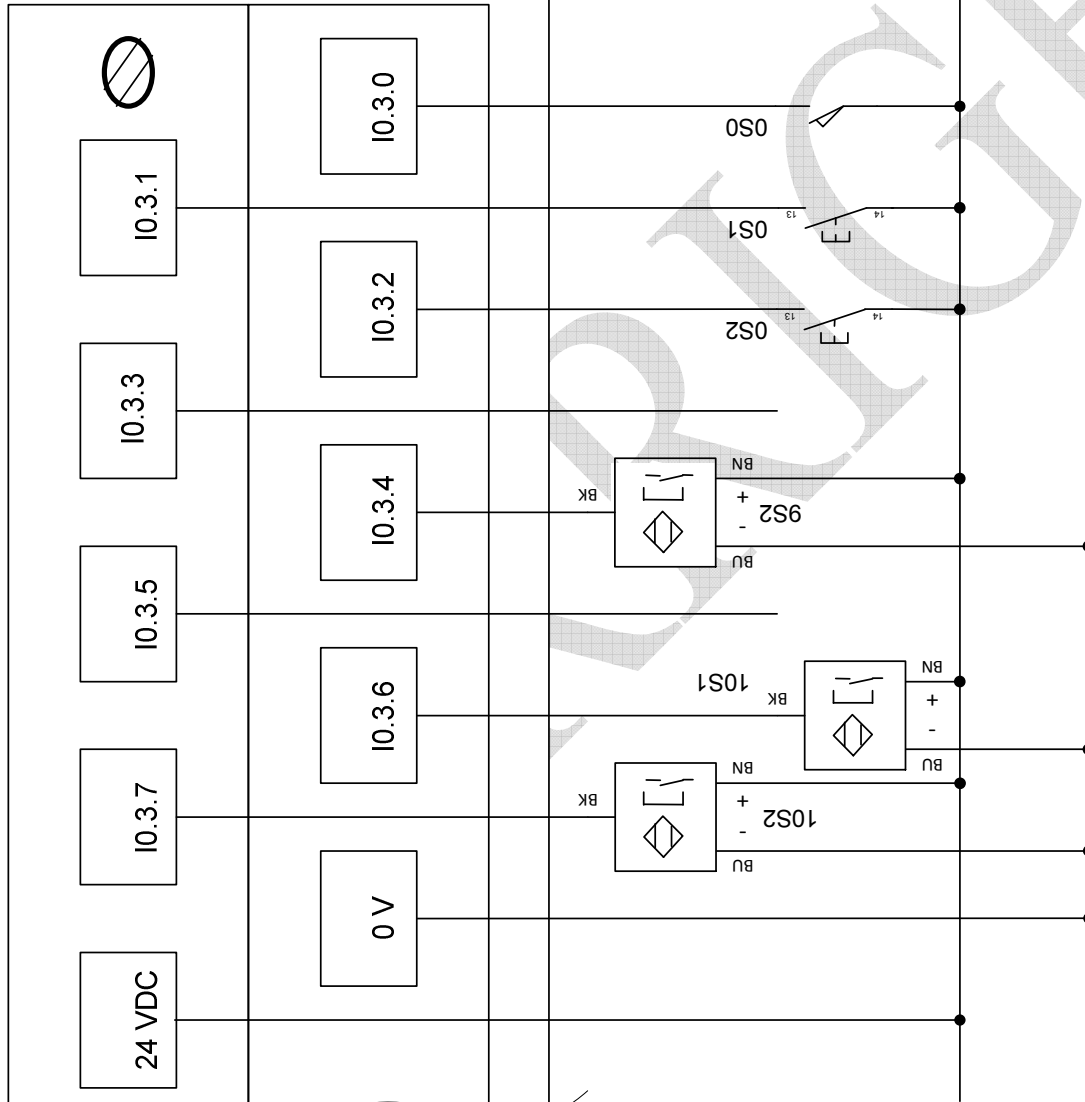 I0.3.0
0S0
I0.3.1
13
14
0S1
I0.3.2
13
14
0S2
I0.3.3
BN
BK
I0.3.4
+
9S2
-
BU
I0.3.5
BN
10S1
BK
I0.3.6
+
-
BU
BN
BK
I0.3.7
+
10S2
-
BU
0 V
24 VDC